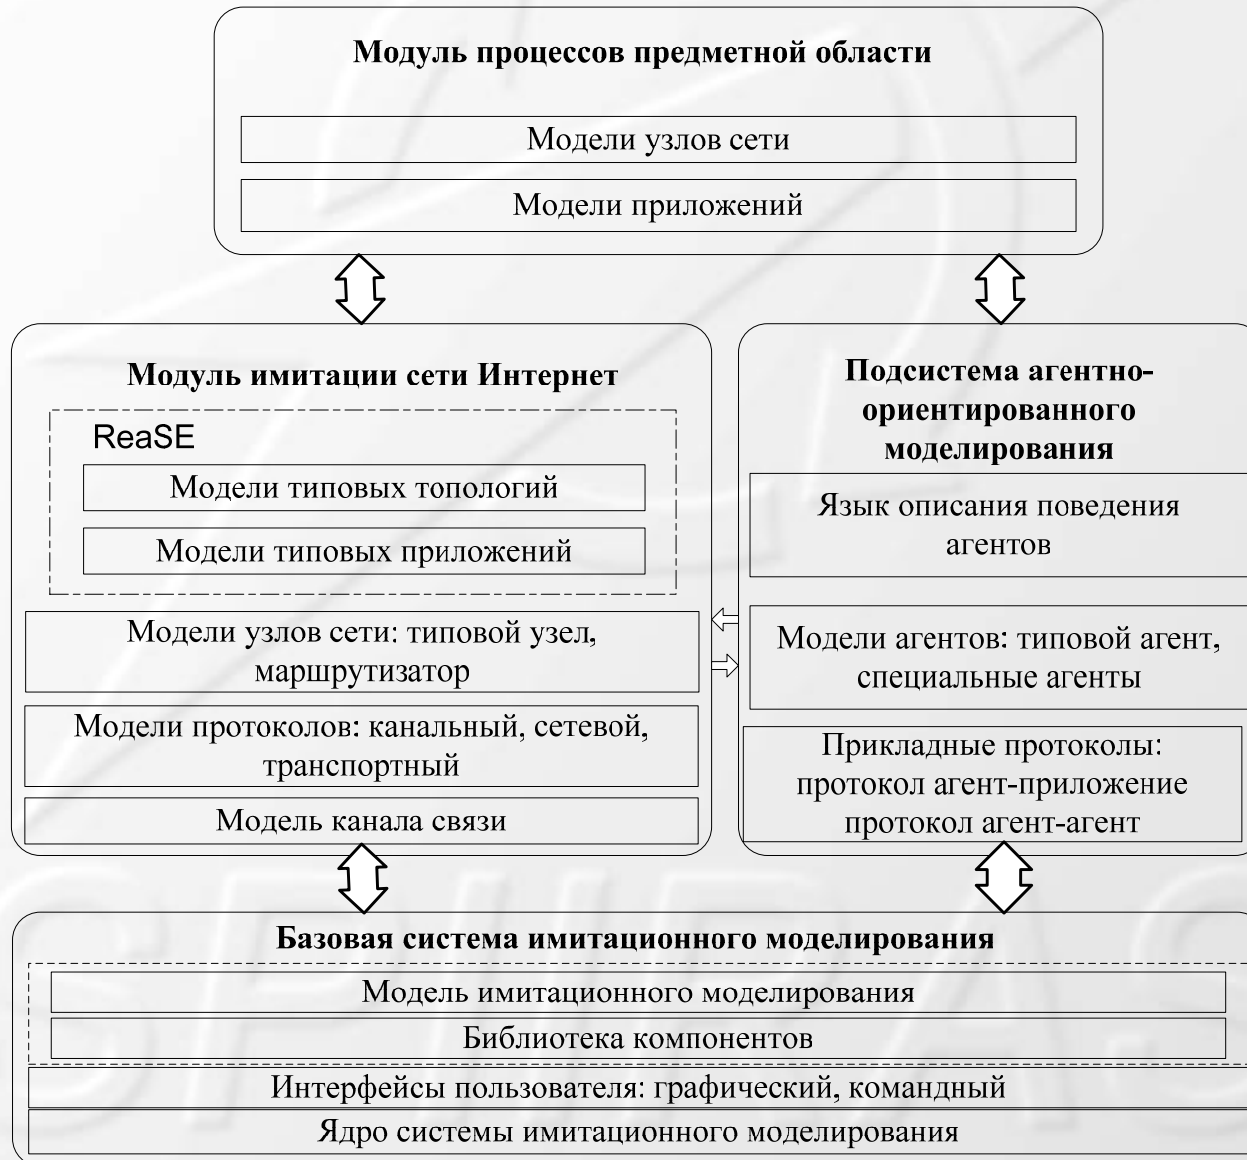 Модуль процессов предметной области
Модели узлов сети
Модели приложений
Модуль имитации сети Интернет
ReaSE
Модели типовых топологий
Модели типовых приложений
Модели узлов сети: типовой узел,
маршрутизатор
Модели протоколов: канальный, сетевой,
транспортный
Модель канала связи
Подсистема агентно-
ориентированного
моделирования
Язык описания поведения
агентов
Модели агентов: типовой агент,
специальные агенты
Прикладные протоколы:
протокол агент-приложение
протокол агент-агент
Базовая система имитационного моделирования
Модель имитационного моделирования
Библиотека компонентов
Интерфейсы пользователя: графический, командный
Ядро системы имитационного моделирования
SPIIRAS